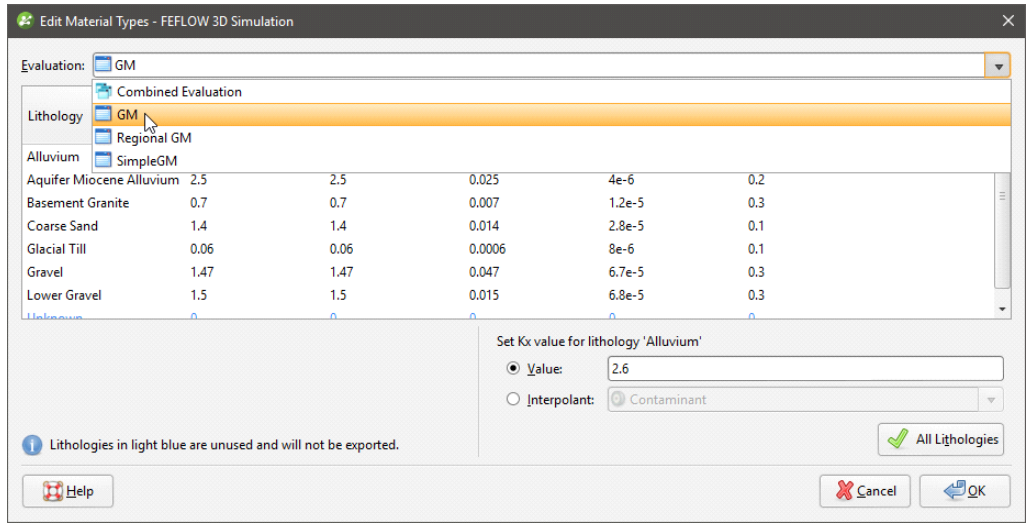 Edit Material Types - FEFLOW 3D Simulation
Evaluation: GM
Combined Evaluation
Lithology GM
Regional GM
Alluvium SimpleGM
Aquifer Miocene Alluvium 2.5 2.5 0.025 4e-6 0.2
Basement Granite 0.7 0.7 0.007 1.2e-5 0.3
Coarse Sand 1.4 1.4 0.014 2.8e-5 0.1
Glacial Till 0.06 0.06 0.0006 8e-6 0.1
Gravel 1.47 1.47 0.047 6.7e-5 0.3
Lower Gravel 1.5 1.5 0.015 6.8e-5 0.3
Unknown 0 0 0 0 0
Set Kx value for lithology 'Alluvium'
Value: 2.6
Interpolant: Contaminant
Lithologies in light blue are unused and will not be exported.
All Lithologies
Help Cancel OK